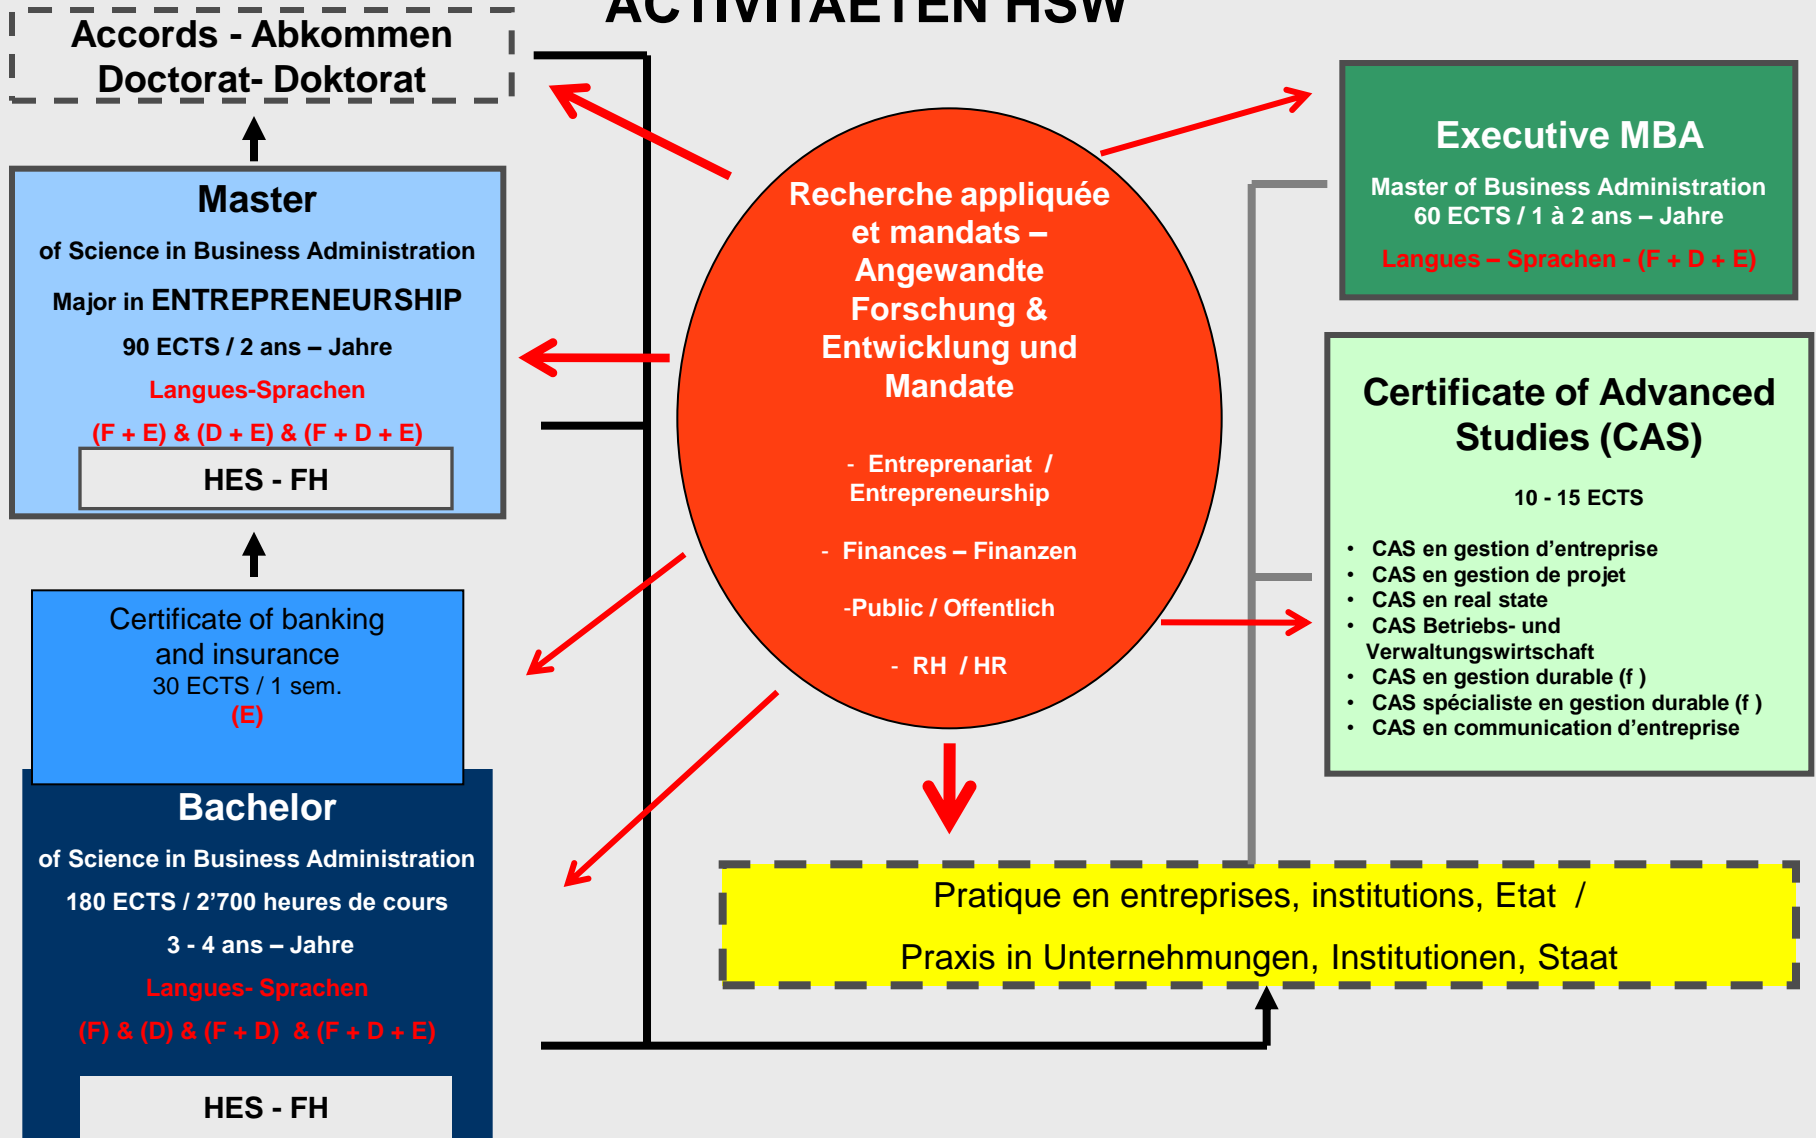 ACTIVITAETEN HSW
Accords - Abkommen
Doctorat- Doktorat
Master
of Science in Business Administration
Major in ENTREPRENEURSHIP
90 ECTS / 2 ans – Jahre
Langues-Sprachen
(F + E) & (D + E) & (F + D + E)
HES - FH
Certificate of banking
and insurance
30 ECTS / 1 sem.
(E)
Bachelor
of Science in Business Administration
180 ECTS / 2’700 heures de cours
3 - 4 ans – Jahre
Langues- Sprachen
(F) & (D) & (F + D) & (F + D + E)
HES - FH
Recherche appliquée
et mandats –
Angewandte
Forschung &
Entwicklung und
Mandate
- Entreprenariat /
Entrepreneurship
- Finances – Finanzen
-Public / Offentlich
- RH / HR
Executive MBA
Master of Business Administration
60 ECTS / 1 à 2 ans – Jahre
Langues – Sprachen - (F + D + E)
Certificate of Advanced
Studies (CAS)
10 - 15 ECTS
• CAS en gestion d’entreprise
• CAS en gestion de projet
• CAS en real state
• CAS Betriebs- und
Verwaltungswirtschaft
• CAS en gestion durable (f )
• CAS spécialiste en gestion durable (f )
• CAS en communication d’entreprise
Pratique en entreprises, institutions, Etat /
Praxis in Unternehmungen, Institutionen, Staat